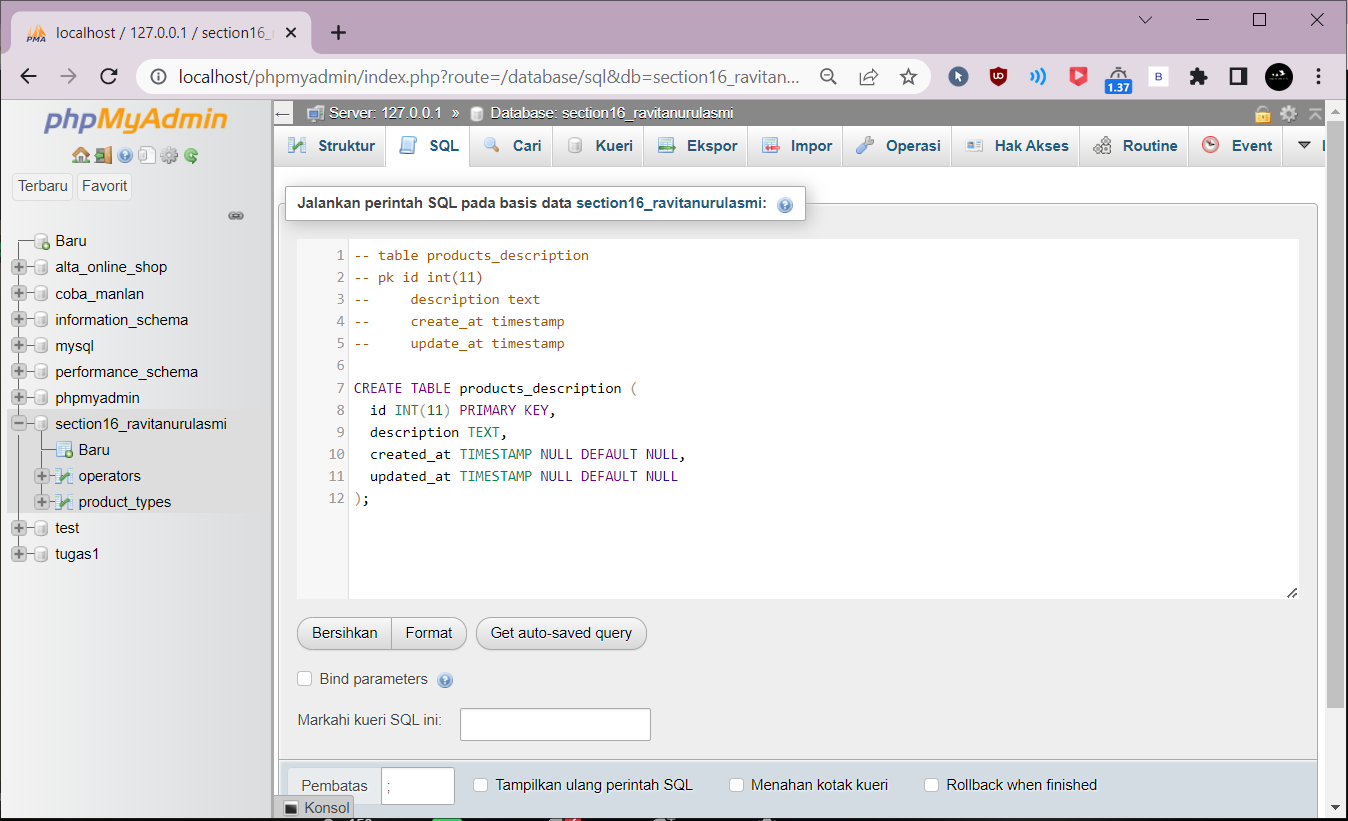 localhost / 127.0.0.1 / section16_
localhost/phpmyadmin/index.php?route=/database/sql&db=section16_ravitan...
1.37
B
phpMyAdmin
Terbaru Favorit
Baru
alta_online_shop
coba_manlan
information_schema
mysql
performance_schema
phpmyadmin
section16_ravitanurulasmi
Baru
operators
product_types
test
tugas1
Server: 127.0.0.1 » Database: section16_ravitanurulasmi
Struktur SQL Cari Kueri Ekspor Impor Operasi Hak Akses Routine Event
Jalankan perintah SQL pada basis data section16_ravitanurulasmi:
1 -- table products_description
2 -- pk id int(11)
3 --     description text
4 --     create_at timestamp
5 --     update_at timestamp
6
7 CREATE TABLE products_description (
8   id INT(11) PRIMARY KEY,
9   description TEXT,
10   created_at TIMESTAMP NULL DEFAULT NULL,
11   updated_at TIMESTAMP NULL DEFAULT NULL
12 );
Bersihkan Format Get auto-saved query
Bind parameters
Markahi kueri SQL ini:
Pembatas ; Tampilkan ulang perintah SQL Menahan kotak kueri Rollback when finished
Konsol